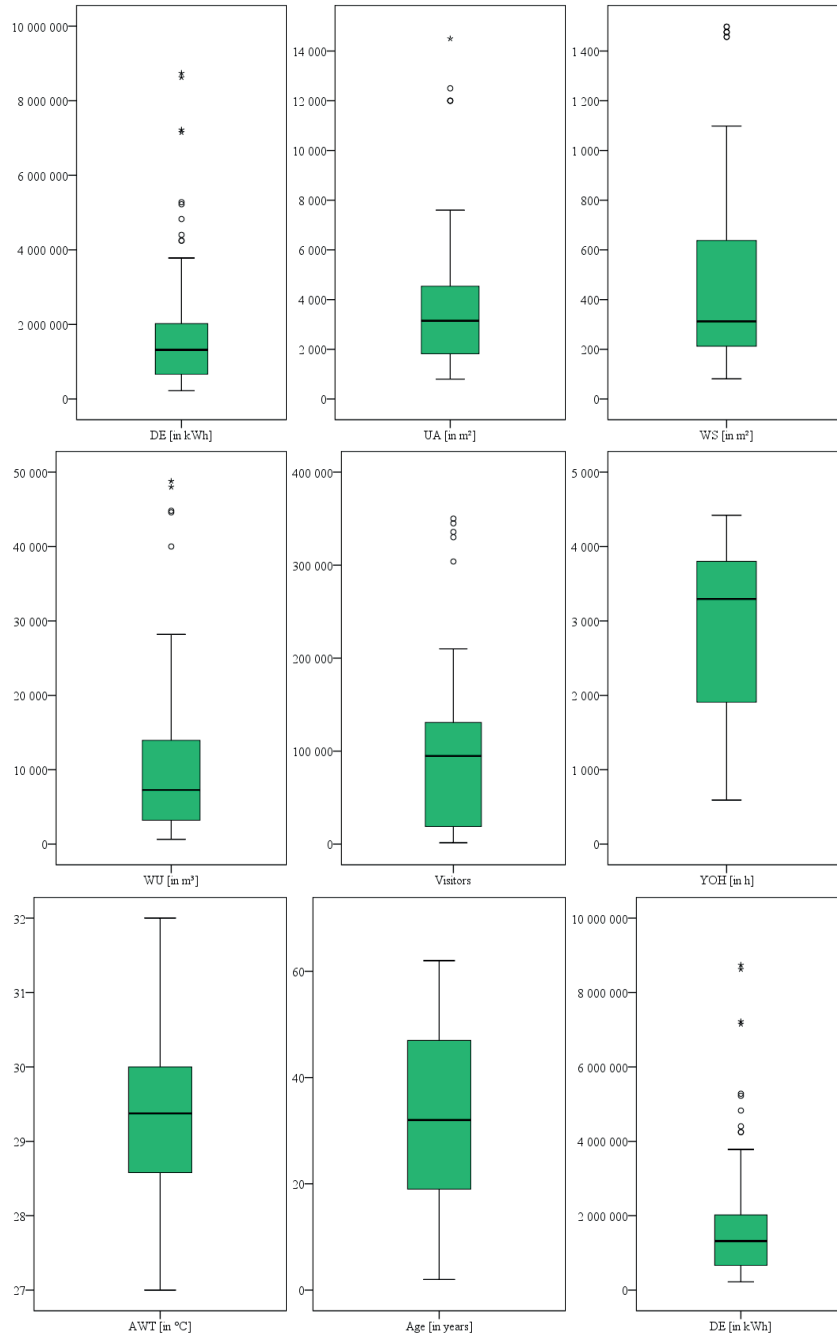 10 000 000
8 000 000
6 000 000
4 000 000
2 000 000
0
DE [in kWh]
14 000
12 000
10 000
8 000
6 000
4 000
2 000
0
UA [in m²]
1 400
1 200
1 000
800
600
400
200
0
WS [in m²]
50 000
40 000
30 000
20 000
10 000
0
WU [in m³]
400 000
300 000
200 000
100 000
0
Visitors
5 000
4 000
3 000
2 000
1 000
0
YOH [in h]
32
31
30
29
28
27
AWT [in °C]
60
40
20
0
Age [in years]
10 000 000
8 000 000
6 000 000
4 000 000
2 000 000
0
DE [in kWh]